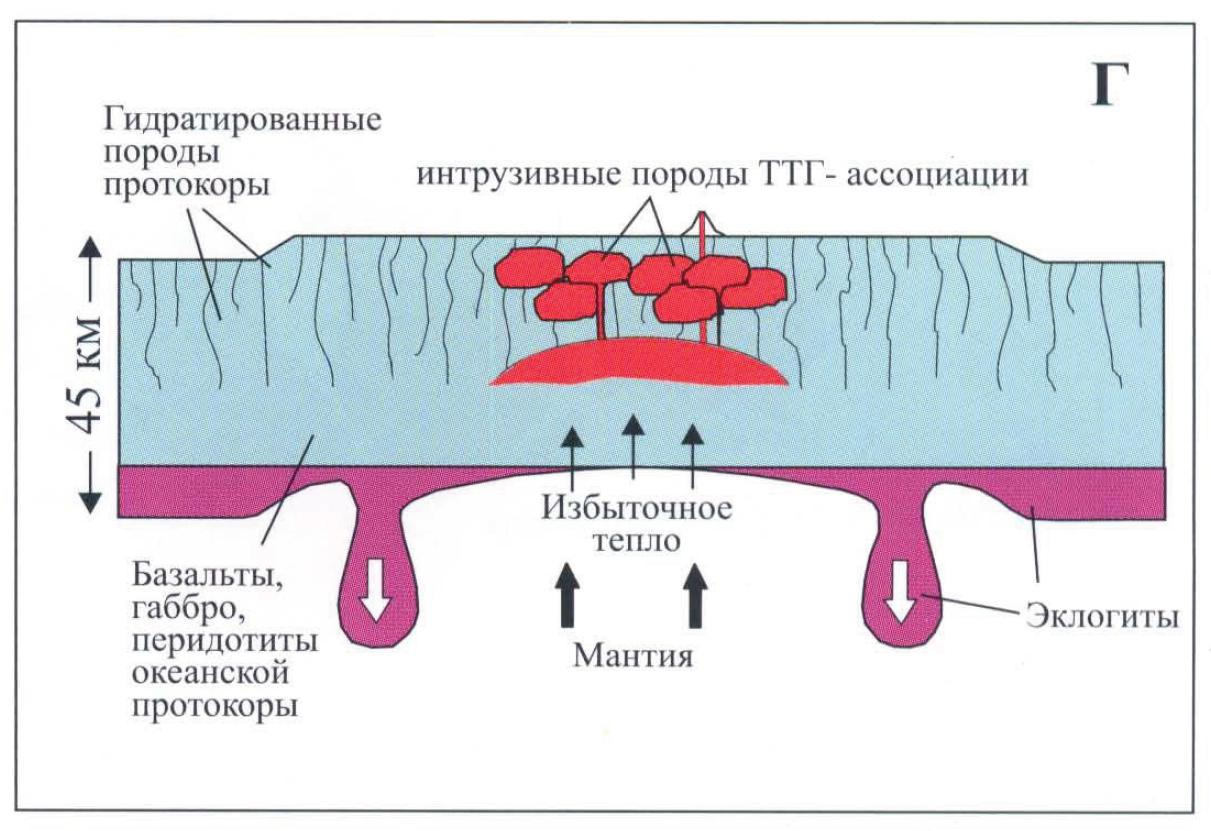 Г
Гидратированные
породы
протокоры
интрузивные породы ТТГ- ассоциации
45 км
Избыточное
тепло
Базальты,
габбро,
перидотиты
океанской
протокоры
Эклогиты
Мантия